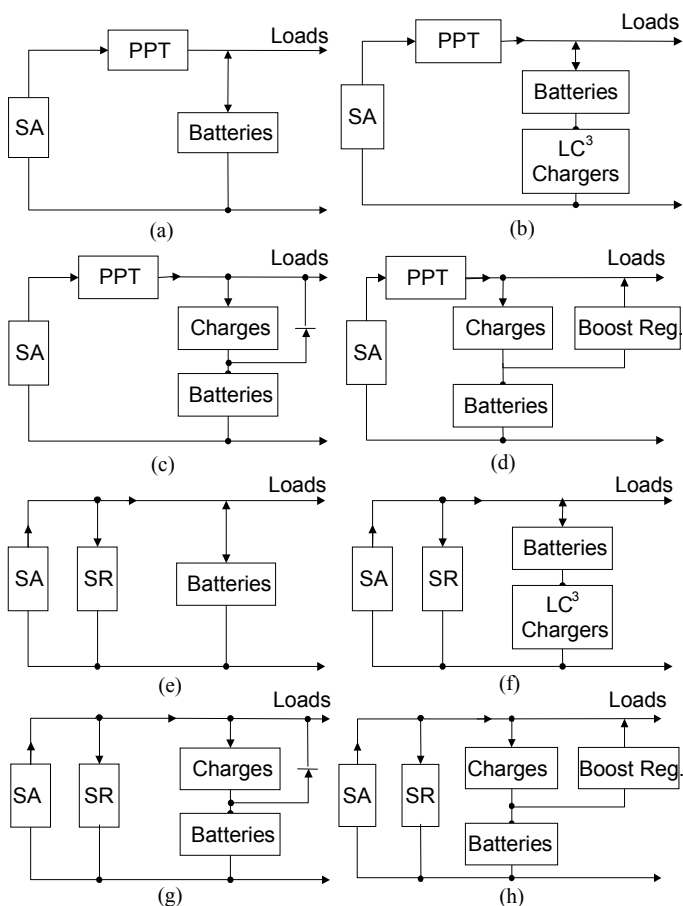 Loads
PPT
SA
Batteries
(a)
Loads
PPT
SA
Batteries
LC³
Chargers
(b)
Loads
PPT
SA
Charges
Batteries
(c)
Loads
PPT
SA
Charges
Boost Reg.
Batteries
(d)
Loads
SA
SR
Batteries
(e)
Loads
SA
SR
Batteries
LC³
Chargers
(f)
Loads
SA
SR
Charges
Batteries
(g)
Loads
SA
SR
Charges
Boost Reg.
Batteries
(h)